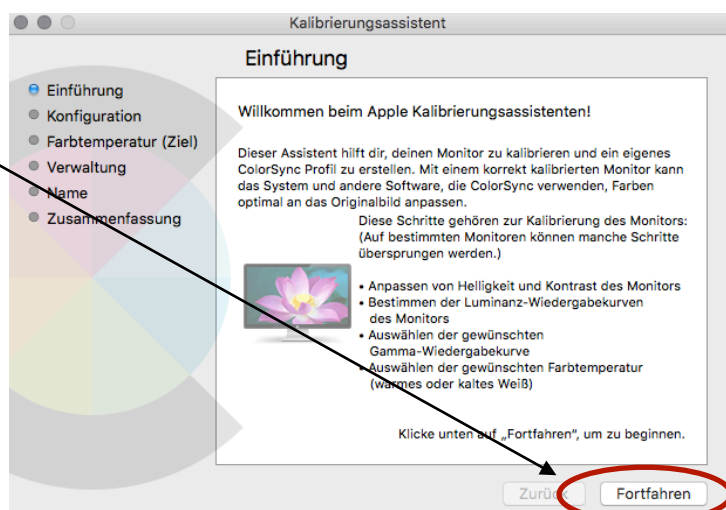 Kalibrierungsassistent
Einführung
Einführung
Konfiguration
Farbtemperatur (Ziel)
Verwaltung
Name
Zusammenfassung
Willkommen beim Apple Kalibrierungsassistenten!
Dieser Assistent hilft dir, deinen Monitor zu kalibrieren und ein eigenes
ColorSync Profil zu erstellen. Mit einem korrekt kalibrierten Monitor kann
das System und andere Software, die ColorSync verwenden, Farben
optimal an das Originalbild anpassen.
Diese Schritte gehören zur Kalibrierung des Monitors:
(Auf bestimmten Monitoren können manche Schritte
übersprungen werden.)
• Anpassen von Helligkeit und Kontrast des Monitors
• Bestimmen der Luminanz-Wiedergabekurven
des Monitors
• Auswählen der gewünschten
Gamma-Wiedergabekurve
• Auswählen der gewünschten Farbtemperatur
(warmes oder kaltes Weiß)
Klicke unten auf „Fortfahren“, um zu beginnen.
Zurück
Fortfahren